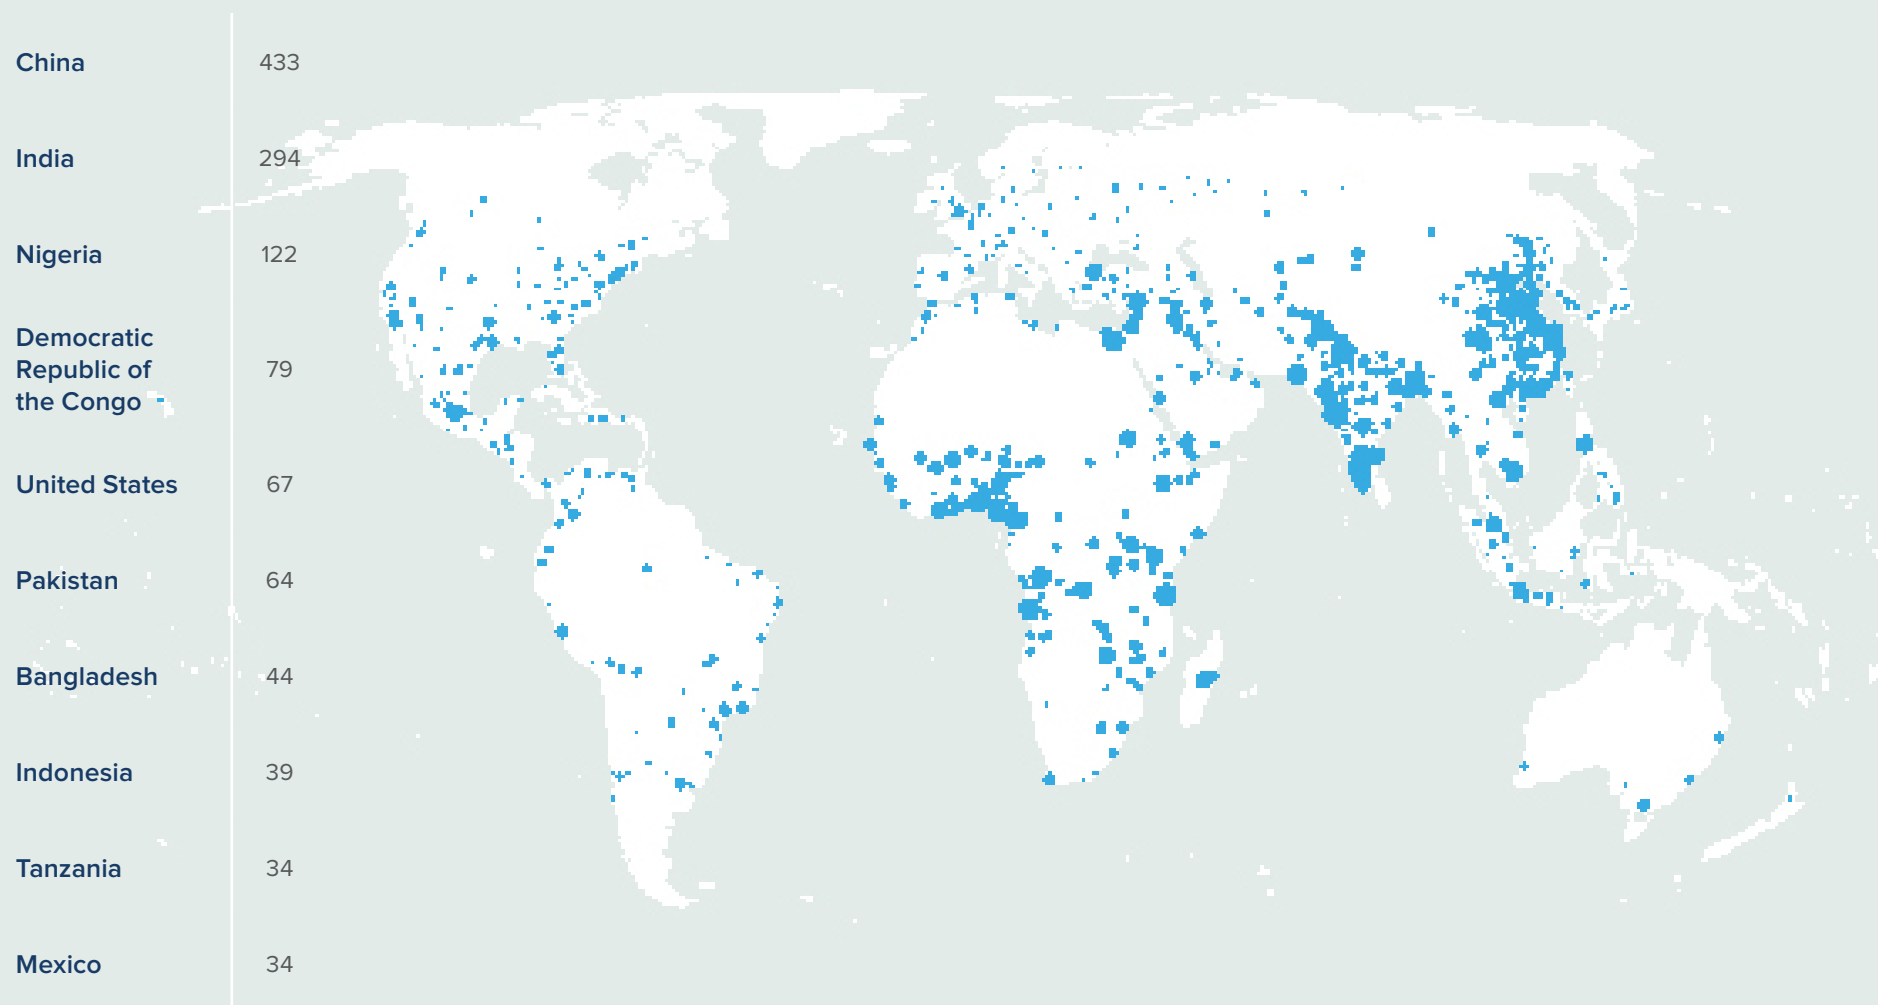 China 433
India 294
Nigeria 122
Democratic
Republic of
the Congo 79
United States 67
Pakistan 64
Bangladesh 44
Indonesia 39
Tanzania 34
Mexico 34